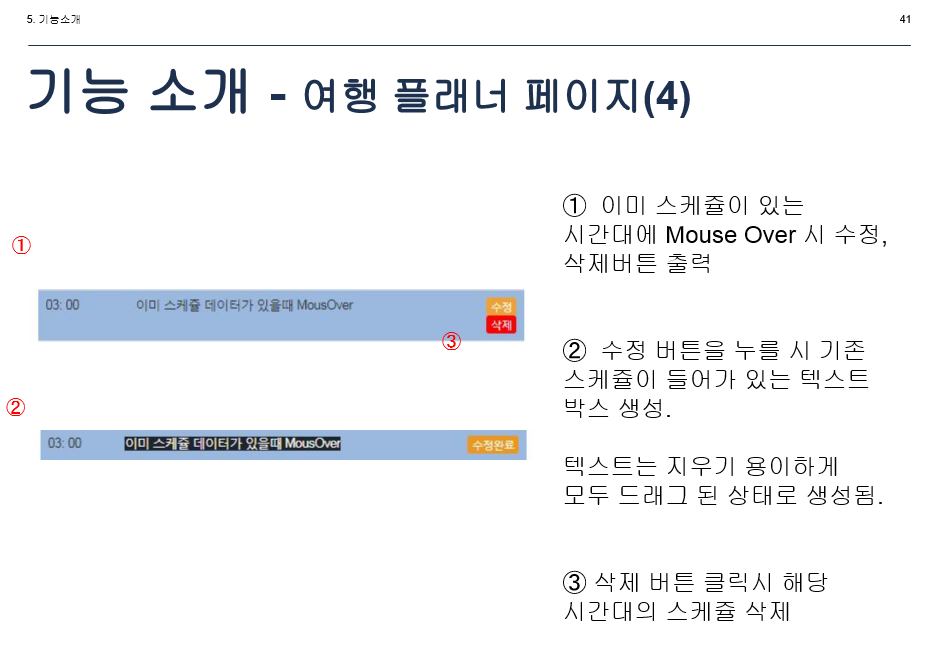 5. 기능소개
41
기능 소개 - 여행 플래너 페이지(4)
①
03: 00 이미 스케쥴 데이터가 있을때 MousOver 수정
삭제
③
②
03: 00 이미 스케쥴 데이터가 있을때 MousOver 수정완료
① 이미 스케쥴이 있는
시간대에 Mouse Over 시 수정,
삭제버튼 출력
② 수정 버튼을 누를 시 기존
스케쥴이 들어가 있는 텍스트
박스 생성.
텍스트는 지우기 용이하게
모두 드래그 된 상태로 생성됨.
③ 삭제 버튼 클릭시 해당
시간대의 스케쥴 삭제